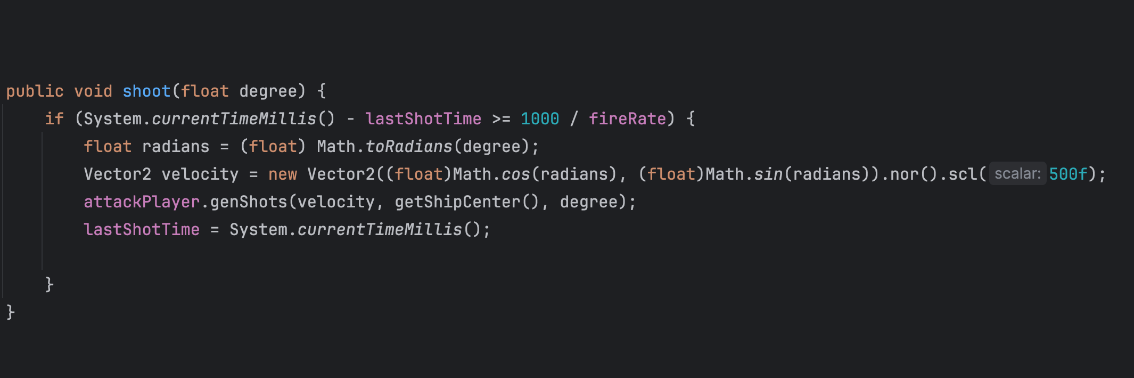 public void shoot(float degree) {
    if (System.currentTimeMillis() - lastShotTime >= 1000 / fireRate) {
        float radians = (float) Math.toRadians(degree);
        Vector2 velocity = new Vector2((float)Math.cos(radians), (float)Math.sin(radians)).nor().scl( scalar: 500f);
        attackPlayer.genShots(velocity, getShipCenter(), degree);
        lastShotTime = System.currentTimeMillis();
    }
}